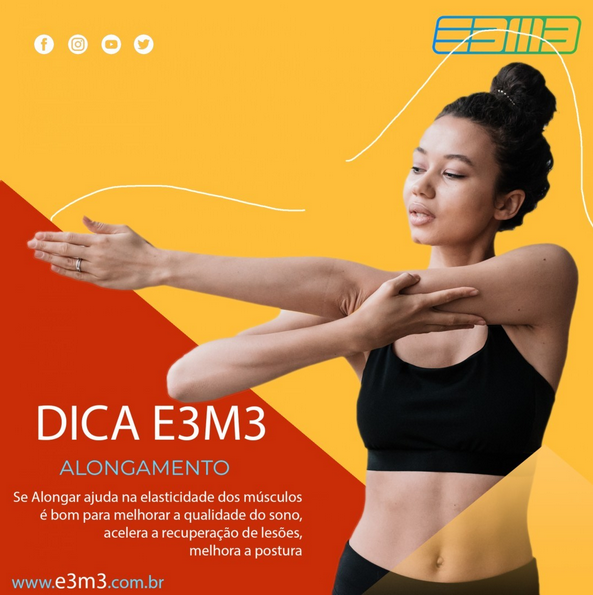 E3M3
DICA E3M3
ALONGAMENTO
Se Alongar ajuda na elasticidade dos músculos
é bom para melhorar a qualidade do sono,
acelera a recuperação de lesões,
melhora a postura
www.e3m3.com.br